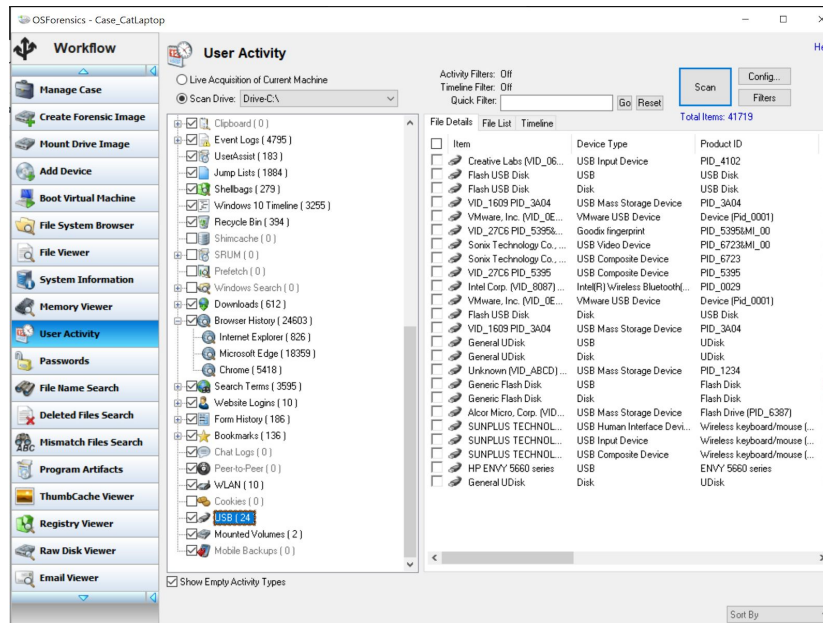 OSForensics - Case_CatLaptop
Workflow
Manage Case
Create Forensic Image
Mount Drive Image
Add Device
Boot Virtual Machine
File System Browser
File Viewer
System Information
Memory Viewer
User Activity
Passwords
File Name Search
Deleted Files Search
Mismatch Files Search
Program Artifacts
ThumbCache Viewer
Registry Viewer
Raw Disk Viewer
Email Viewer
User Activity
He
Live Acquisition of Current Machine
Scan Drive: Drive-C:\
Activity Filters: Off
Timeline Filter: Off
Quick Filter: Go Reset
Scan
Config...
Filters
Total Items: 41719
Clipboard ( 0 )
Event Logs ( 4795 )
UserAssist ( 183 )
Jump Lists ( 1884 )
Shellbags ( 279 )
Windows 10 Timeline ( 3255 )
Recycle Bin ( 394 )
Shimcache ( 0 )
SRUM ( 0 )
Prefetch ( 0 )
Windows Search ( 0 )
Downloads ( 612 )
Browser History ( 24603 )
Internet Explorer ( 826 )
Microsoft Edge ( 18359 )
Chrome ( 5418 )
Search Terms ( 3595 )
Website Logins ( 10 )
Form History ( 186 )
Bookmarks ( 136 )
Chat Logs ( 0 )
Peer-to-Peer ( 0 )
WLAN ( 10 )
Cookies ( 0 )
USB ( 24
Mounted Volumes ( 2 )
Mobile Backups ( 0 )
Show Empty Activity Types
File Details File List Timeline
Item Device Type Product ID
Creative Labs (VID_06... USB Input Device PID_4102
Flash USB Disk USB USB Disk
Flash USB Disk Disk USB Disk
VID_1609 PID_3A04 USB Mass Storage Device PID_3A04
VMware, Inc. (VID_0E... VMware USB Device Device (Pid_0001)
VID_27C6 PID_5395&... Goodix fingerprint PID_5395&MI_00
Sonix Technology Co., ... USB Video Device PID_6723&MI_00
Sonix Technology Co., ... USB Composite Device PID_6723
VID_27C6 PID_5395 USB Composite Device PID_5395
Intel Corp. (VID_8087) ... Intel(R) Wireless Bluetooth(... PID_0029
VMware, Inc. (VID_0E... VMware USB Device Device (Pid_0001)
Flash USB Disk Disk USB Disk
VID_1609 PID_3A04 USB Mass Storage Device PID_3A04
General UDisk USB UDisk
General UDisk Disk UDisk
Unknown (VID_ABCD) ... USB Mass Storage Device PID_1234
Generic Flash Disk USB Flash Disk
Generic Flash Disk Disk Flash Disk
Alcor Micro, Corp. (VID... USB Mass Storage Device Flash Drive (PID_6387)
SUNPLUS TECHNOL... USB Human Interface Devi... Wireless keyboard/mouse (...
SUNPLUS TECHNOL... USB Input Device Wireless keyboard/mouse (...
SUNPLUS TECHNOL... USB Composite Device Wireless keyboard/mouse (...
HP ENVY 5660 series USB ENVY 5660 series
General UDisk Disk UDisk
Sort By